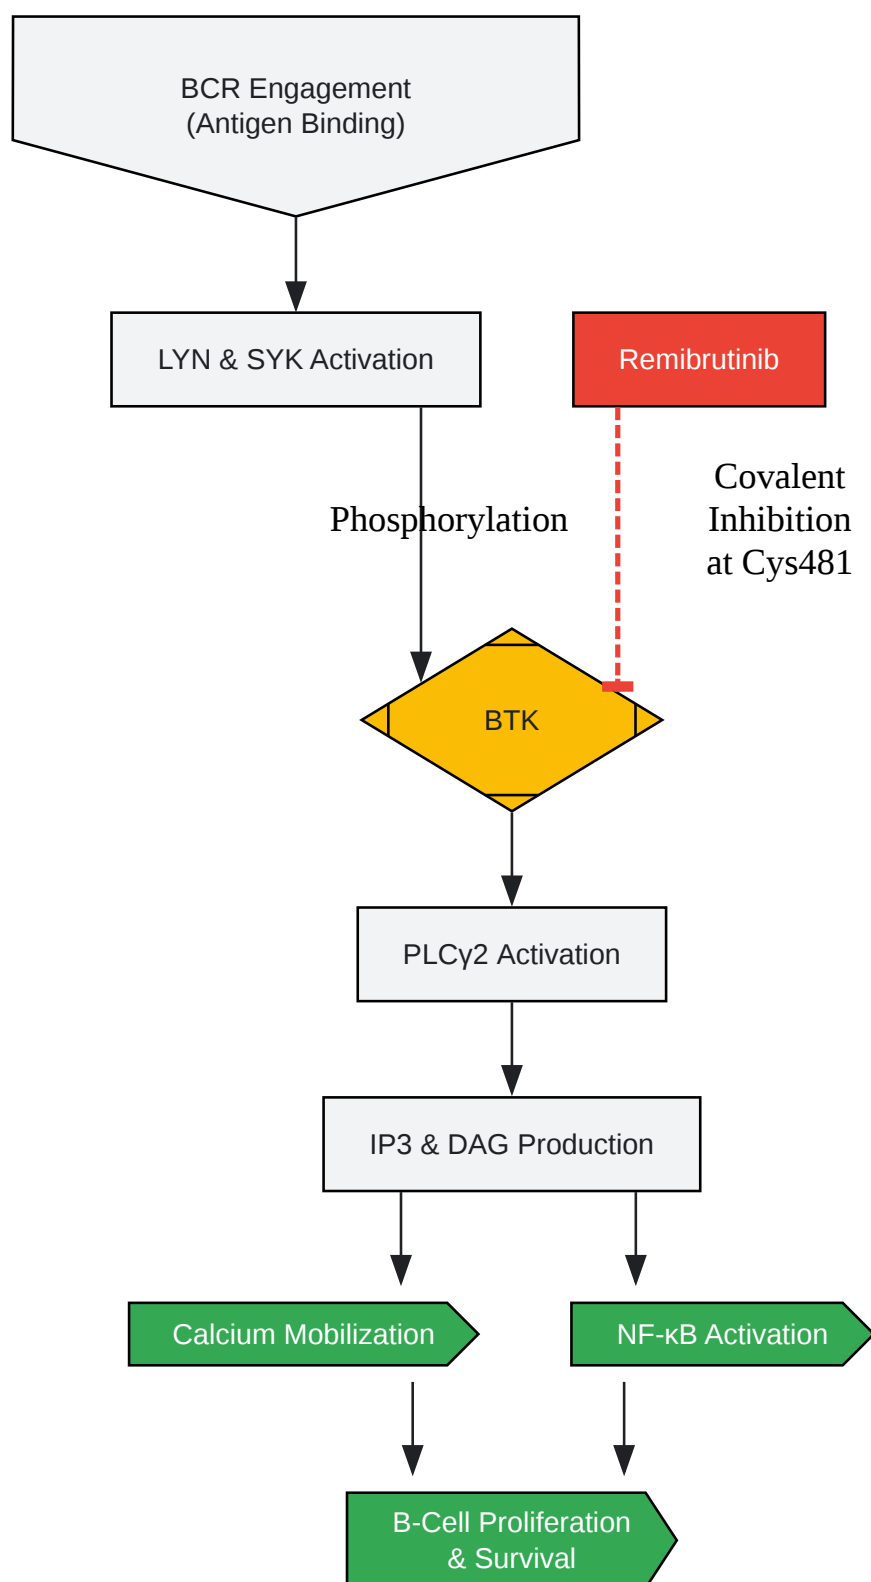 BCR Engagement
(Antigen Binding)
LYN & SYK Activation
Remibrutinib
Phosphorylation
Covalent
Inhibition
at Cys481
BTK
PLCγ2 Activation
IP3 & DAG Production
Calcium Mobilization
NF-κB Activation
B-Cell Proliferation
& Survival